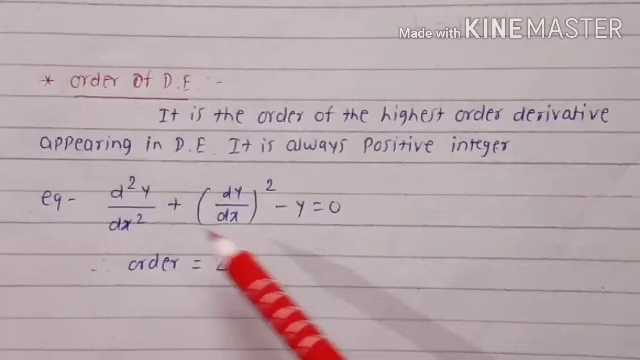 Made with KINEMASTER
* order of D.E -
It is the order of the highest order derivative
appearing in D.E. It is always positive integer
eg- d²y/dx² + (dy/dx)² - y = 0
∴ order =